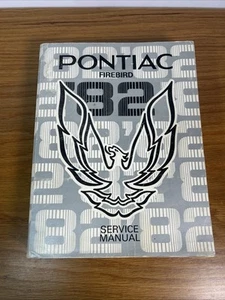 PONTIAC
FIREBIRD
'82
SERVICE
MANUAL